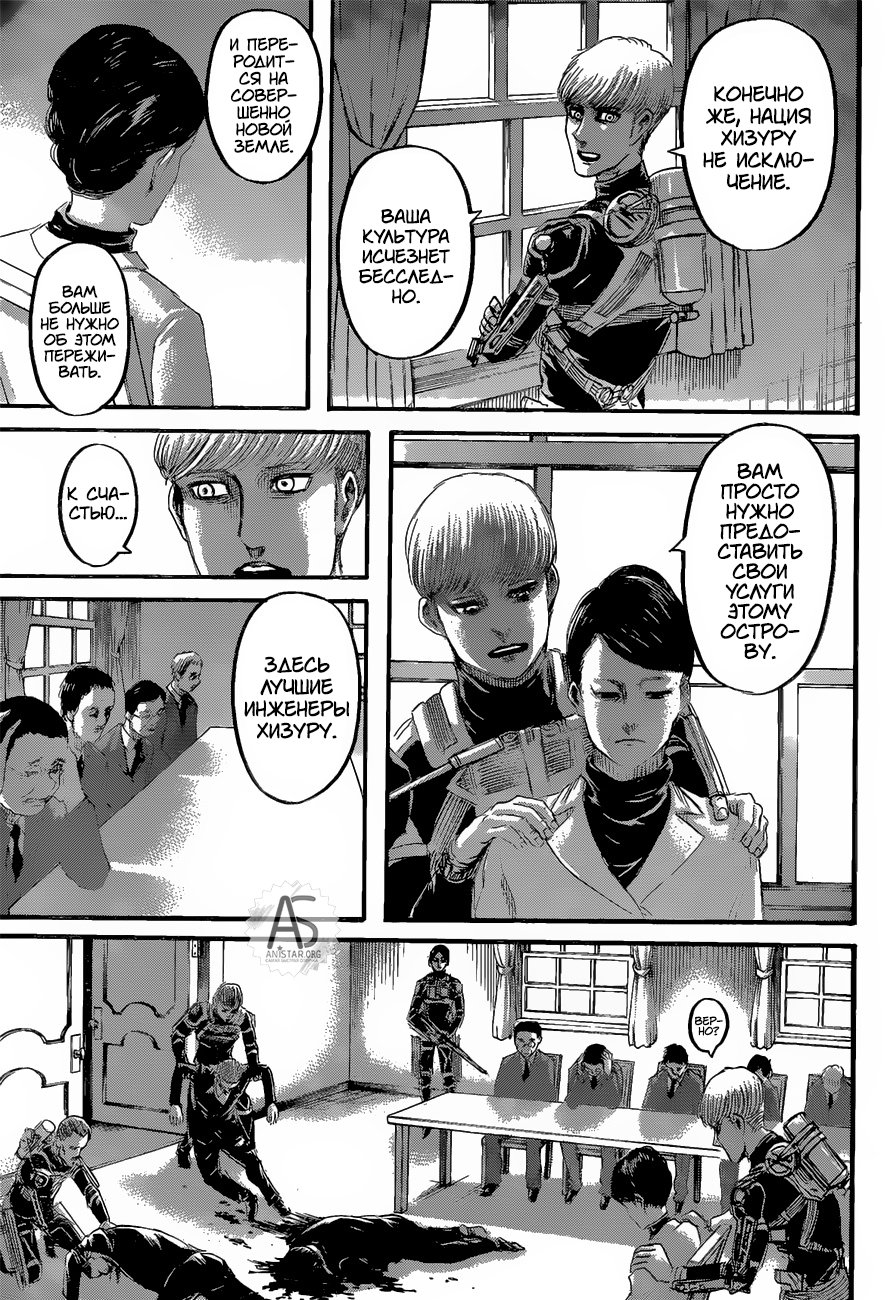 КОНЕЧНО
ЖЕ, НАЦИЯ
ХИЗУРУ
НЕ ИСКЛЮ-
ЧЕНИЕ.
ВАША
КУЛЬТУРА
ИСЧЕЗНЕТ
БЕССЛЕД-
НО.
И ПЕРЕ-
РОДИТ-
СЯ НА
СОВЕР-
ШЕННО
НОВОЙ
ЗЕМЛЕ.
ВАМ
БОЛЬШЕ
НЕ НУЖНО
ОБ ЭТОМ
ПЕРЕЖИ-
ВАТЬ.
ВАМ
ПРОСТО
НУЖНО
ПРЕДО-
СТАВИТЬ
СВОИ
УСЛУГИ
ЭТОМУ
ОСТРО-
ВУ.
К СЧА-
СТЬЮ...
ЗДЕСЬ
ЛУЧШИЕ
ИНЖЕНЕРЫ
ХИЗУРУ.
AS
ANISTAR.ORG
ВЕР-
НО?